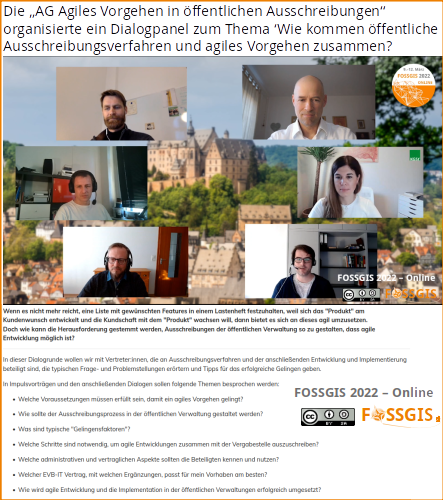 Die „AG Agiles Vorgehen in öffentlichen Ausschreibungen“
organisierte ein Dialogpanel zum Thema 'Wie kommen öffentliche
Ausschreibungsverfahren und agiles Vorgehen zusammen?
FOSSGIS
FOSSGIS 2022 – Online
FOSSGIS
Wenn es nicht mehr reicht, eine Liste mit gewünschten Features in einem Lastenheft festzuhalten, weil sich das "Produkt" am
Kundenwunsch entwickelt und die Kundschaft mit dem "Produkt" wachsen will, dann bietet es sich an dieses agil umzusetzen.
Doch wie kann die Herausforderung gestemmt werden, Ausschreibungen der öffentlichen Verwaltung so zu gestalten, dass agile
Entwicklung möglich ist?
In dieser Dialogrunde wollen wir mit Vertreter:innen, die an Ausschreibungsverfahren und der anschließenden Entwicklung und Implementierung
beteiligt sind, die typischen Frage- und Problemstellungen erörtern und Tipps für das erfolgreiche Gelingen geben.
In Impulsvorträgen und den anschließenden Dialogen sollen folgende Themen besprochen werden:
• Welche Voraussetzungen müssen erfüllt sein, damit ein agiles Vorgehen gelingt?
• Wie sollte der Ausschreibungsprozess in der öffentlichen Verwaltung gestaltet werden?
• Was sind typische "Gelingensfaktoren"?
• Welche Schritte sind notwendig, um agile Entwicklungen zusammen mit der Vergabestelle auszuschreiben?
• Welche administrativen und vertraglichen Aspekte sollten die Beteiligten kennen und nutzen?
• Welcher EVB-IT Vertrag, mit welchen Ergänzungen, passt für mein Vorhaben am besten?
• Wie wird agile Entwicklung und die Implementation in der öffentlichen Verwaltungen erfolgreich umgesetzt?
FOSSGIS 2022 – Online
FOSSGIS